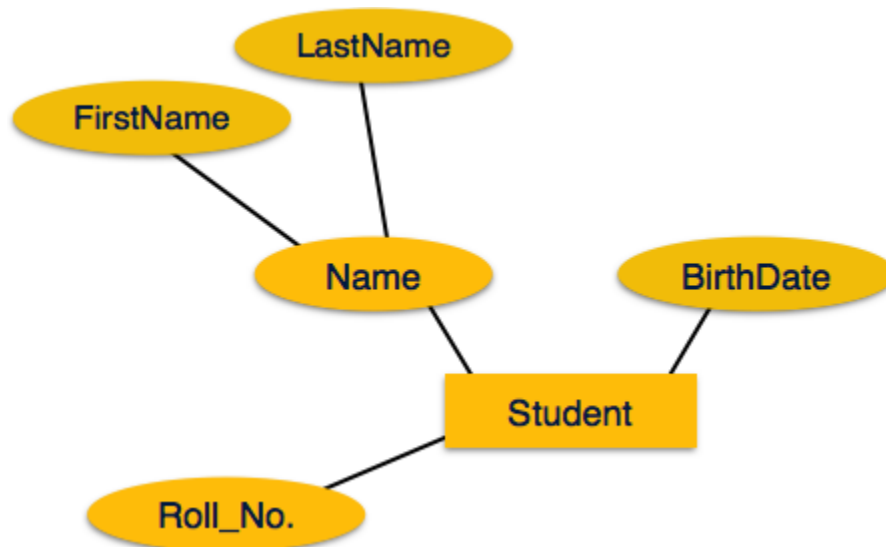 LastName
FirstName
Name
BirthDate
Student
Roll_No.